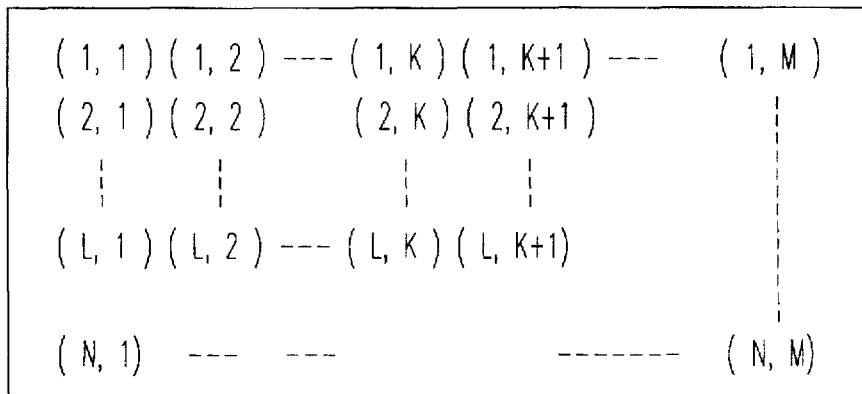 ( 1, 1 ) ( 1, 2 ) --- ( 1, K ) ( 1, K+1 ) --- ( 1, M )
( 2, 1 ) ( 2, 2 ) ( 2, K ) ( 2, K+1 )
( L, 1 ) ( L, 2 ) --- ( L, K ) ( L, K+1)
( N, 1) --- --- ------- ( N, M)